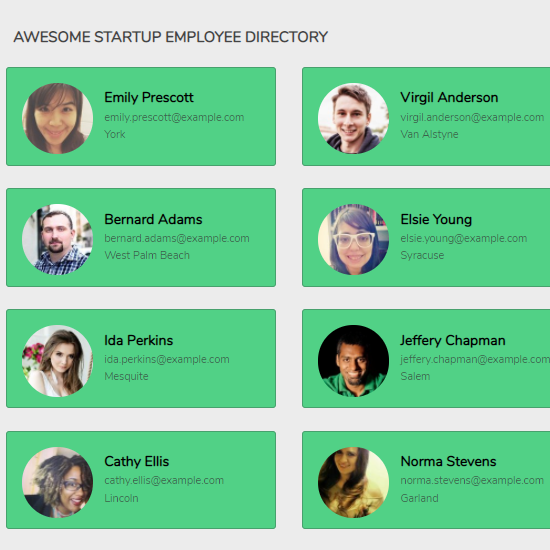 AWESOME STARTUP EMPLOYEE DIRECTORY
Emily Prescott
emily.prescott@example.com
York
Virgil Anderson
virgil.anderson@example.com
Van Alstyne
Bernard Adams
bernard.adams@example.com
West Palm Beach
Elsie Young
elsie.young@example.com
Syracuse
Ida Perkins
ida.perkins@example.com
Mesquite
Jeffery Chapman
jeffery.chapman@example.com
Salem
Cathy Ellis
cathy.ellis@example.com
Lincoln
Norma Stevens
norma.stevens@example.com
Garland